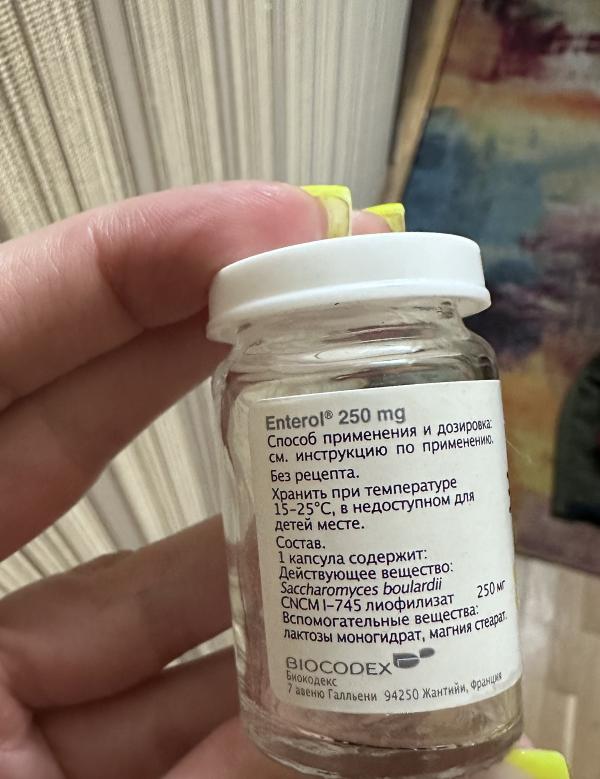 Enterol® 250 mg
Способ применения и дозировка:
см. инструкцию по применению.
Без рецепта.
Хранить при температуре
15-25°C, в недоступном для
детей месте.
Состав.
1 капсула содержит:
Действующее вещество:
Saccharomyces boulardii
CNCM I-745 лиофилизат 250 мг
Вспомогательные вещества:
лактозы моногидрат, магния стеарат.
BIOCODEX
Биокодекс
7 авеню Галльени 94250 Жантийи, Франция